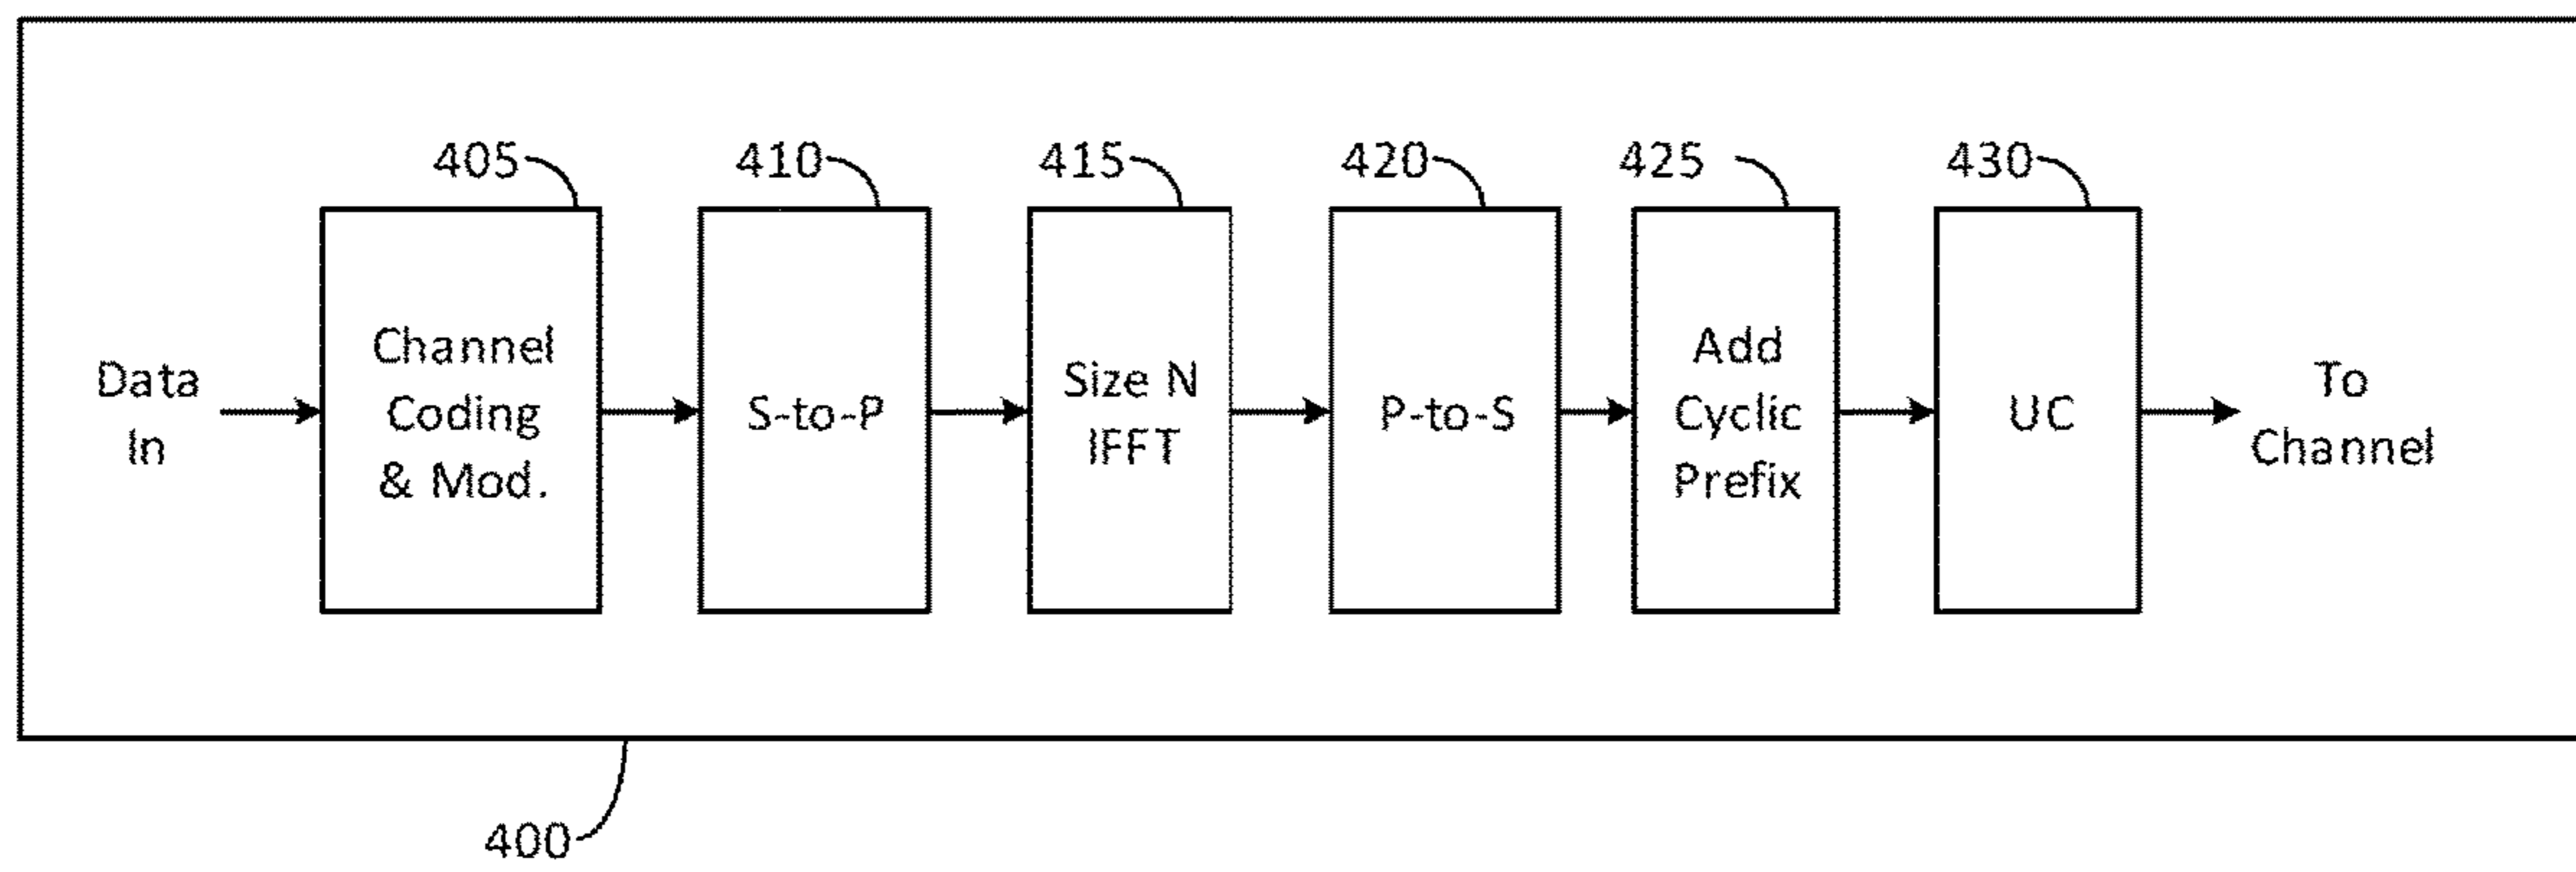 405
410
415
420
425
430
Data
In
Channel
Coding
& Mod.
S-to-P
Size N
IFFT
P-to-S
Add
Cyclic
Prefix
UC
To
Channel
400